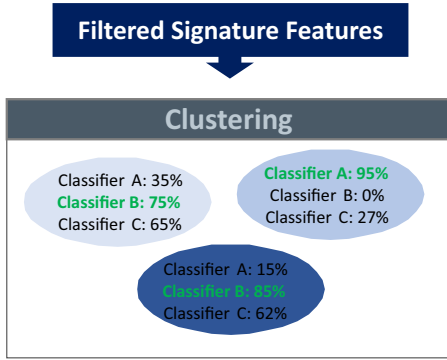 Filtered Signature Features
Clustering
Classifier A: 35%
Classifier B: 75%
Classifier C: 65%
Classifier A: 95%
Classifier B: 0%
Classifier C: 27%
Classifier A: 15%
Classifier B: 85%
Classifier C: 62%